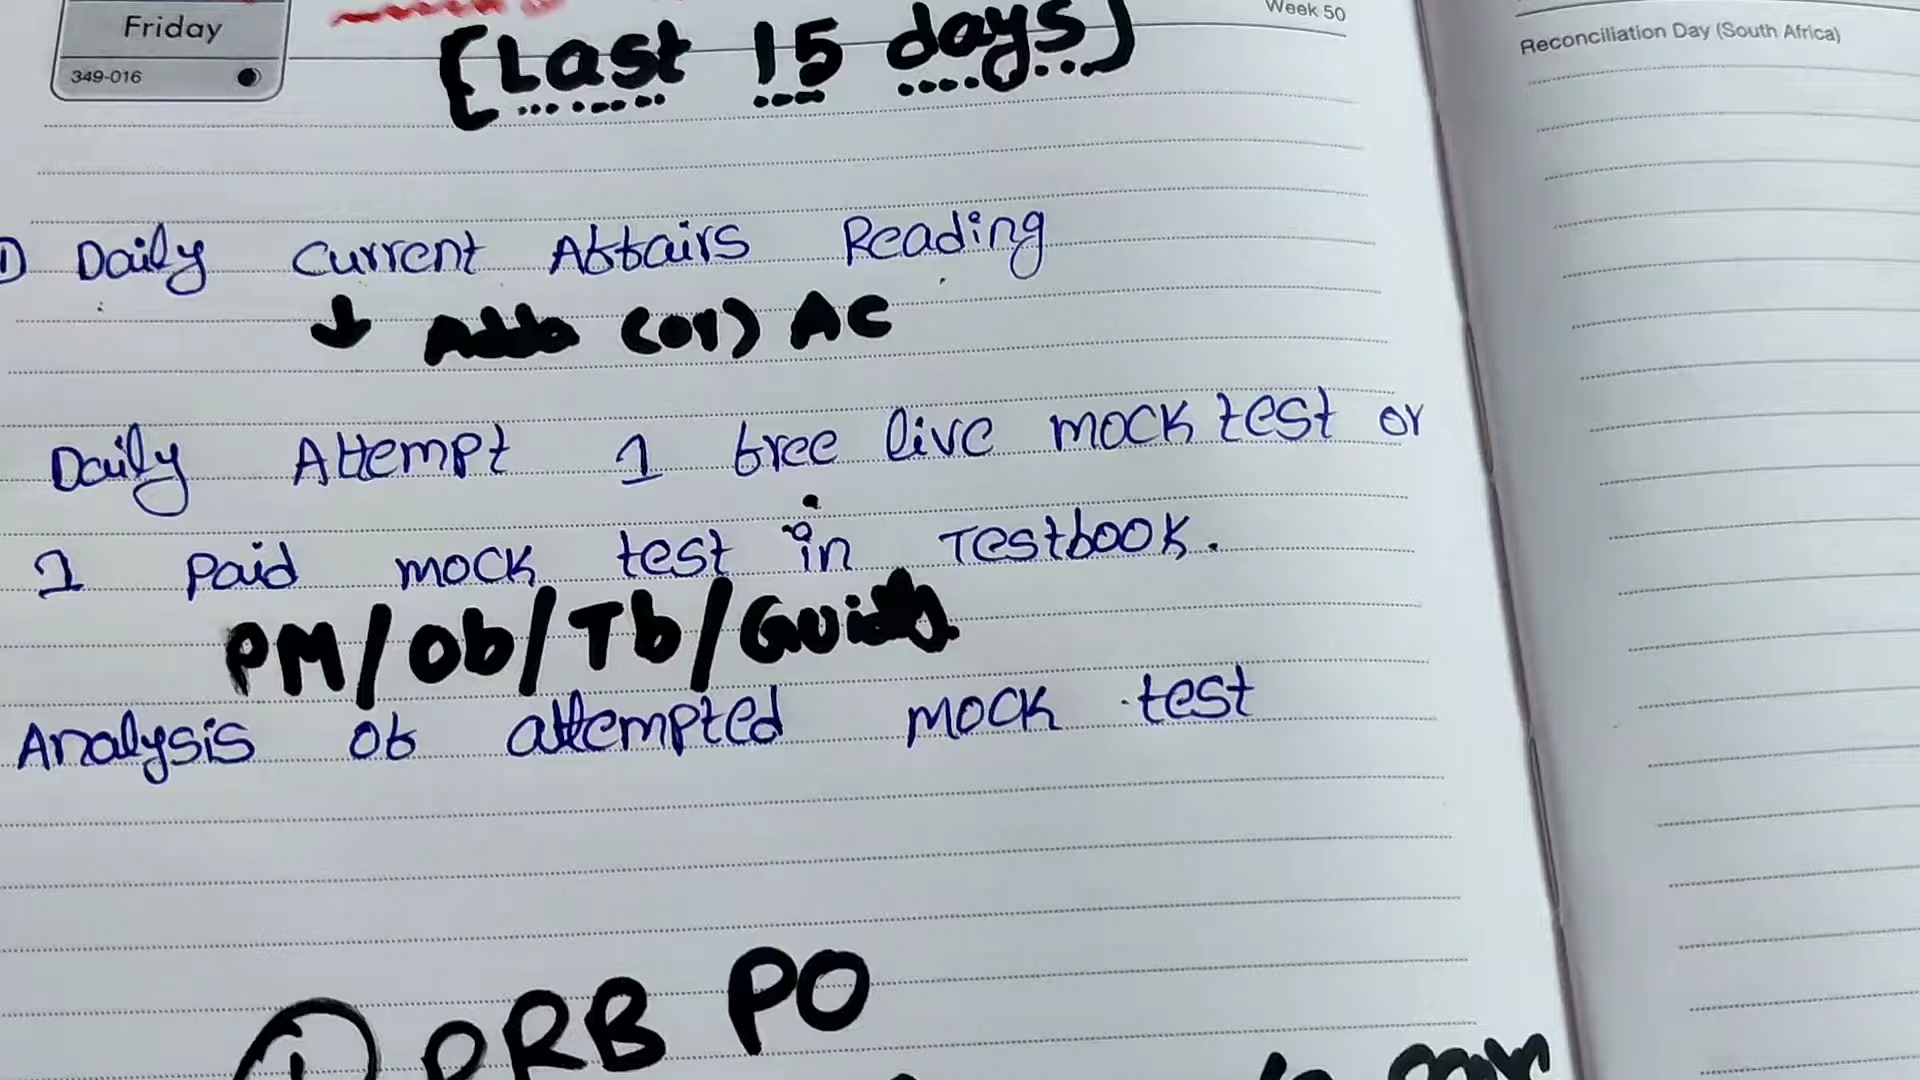 Friday
349-016
Week 50
[Last 15 days]
1) Daily Current Affairs Reading
↓ Adda (or) AC
Daily Attempt 1 free live mock test or
1 Paid mock test in Testbook.
PM/Ob/Tb/
Analysis of attempted mock test
RRB PO
Reconciliation Day (South Africa)